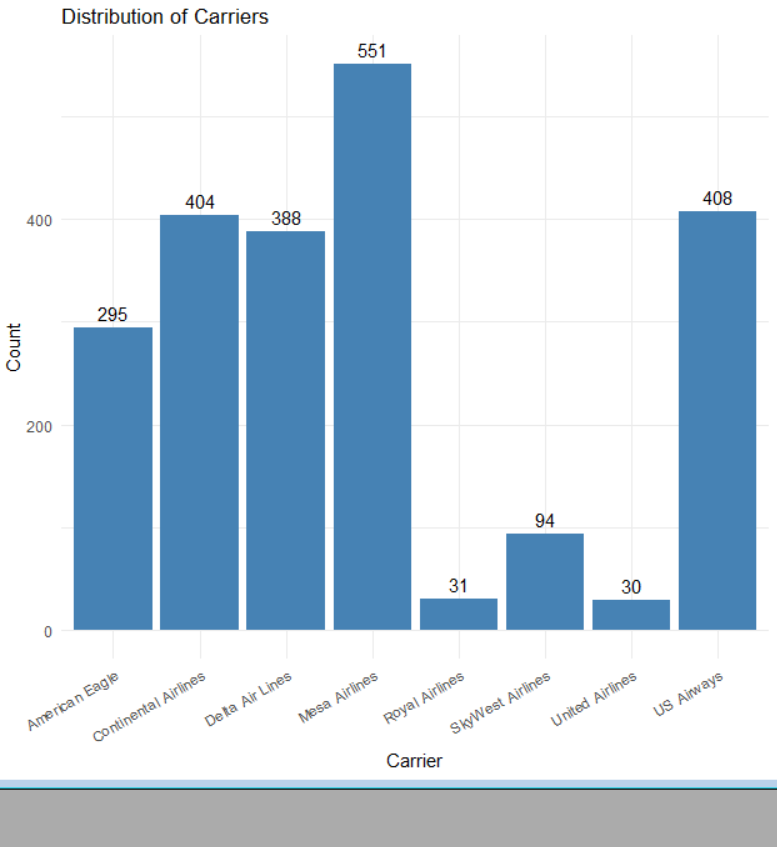 Distribution of Carriers
551
404
388
408
295
31
94
30
400
200
0
Count
American Eagle
Continental Airlines
Delta Air Lines
Mesa Airlines
Royal Airlines
SkyWest Airlines
United Airlines
US Airways
Carrier